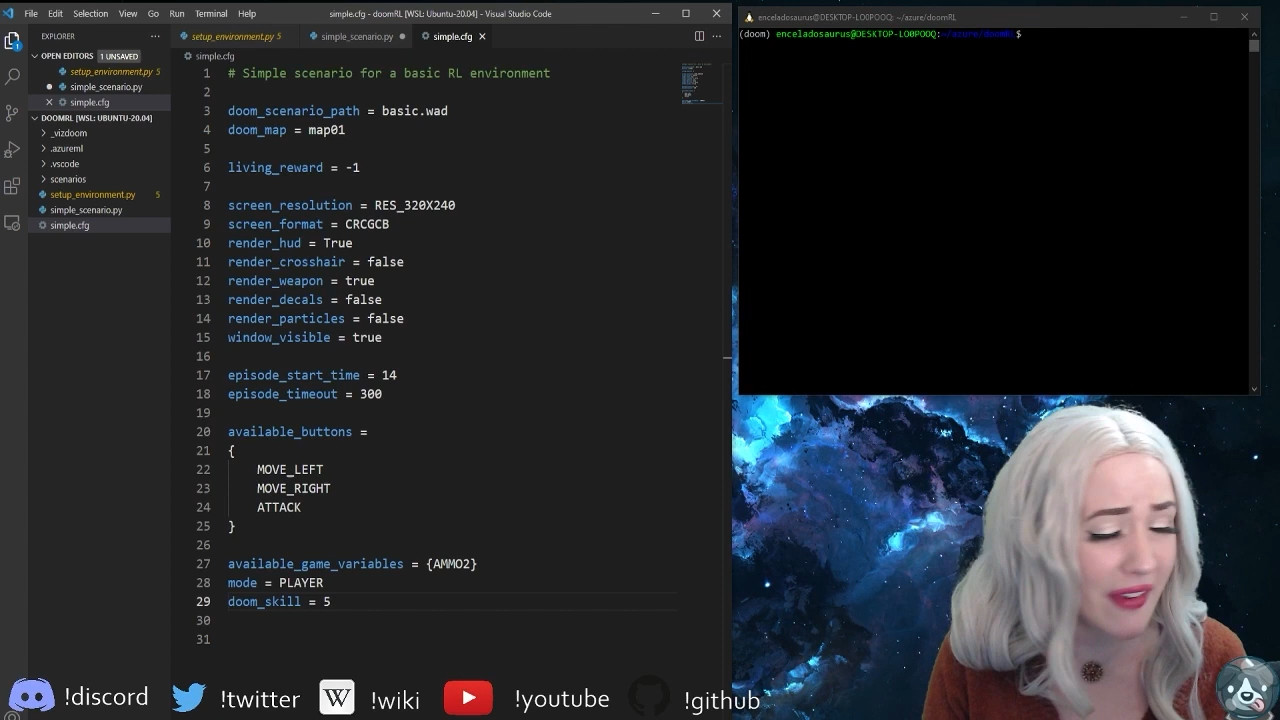 File Edit Selection View Go Run Terminal Help
simple.cfg - doomRL [WSL: Ubuntu-20.04] - Visual Studio Code
EXPLORER
setup_environment.py 5
simple_scenario.py
simple.cfg
OPEN EDITORS 1 UNSAVED
setup_environment.py 5
simple_scenario.py
simple.cfg
DOOMRL [WSL: UBUNTU-20.04]
_vizdoom
.azureml
.vscode
scenarios
setup_environment.py 5
simple_scenario.py
simple.cfg
simple.cfg
1 # Simple scenario for a basic RL environment
2
3 doom_scenario_path = basic.wad
4 doom_map = map01
5
6 living_reward = -1
7
8 screen_resolution = RES_320X240
9 screen_format = CRCGCB
10 render_hud = True
11 render_crosshair = false
12 render_weapon = true
13 render_decals = false
14 render_particles = false
15 window_visible = true
16
17 episode_start_time = 14
18 episode_timeout = 300
19
20 available_buttons =
21 {
22 MOVE_LEFT
23 MOVE_RIGHT
24 ATTACK
25 }
26
27 available_game_variables = {AMMO2}
28 mode = PLAYER
29 doom_skill = 5
30
31
enceladosaurus@DESKTOP-LO0POOQ: ~/azure/doomRL
(doom) enceladosaurus@DESKTOP-LO0POOQ:~/azure/doomRL$
!discord
!twitter
W
!wiki
!youtube
!github